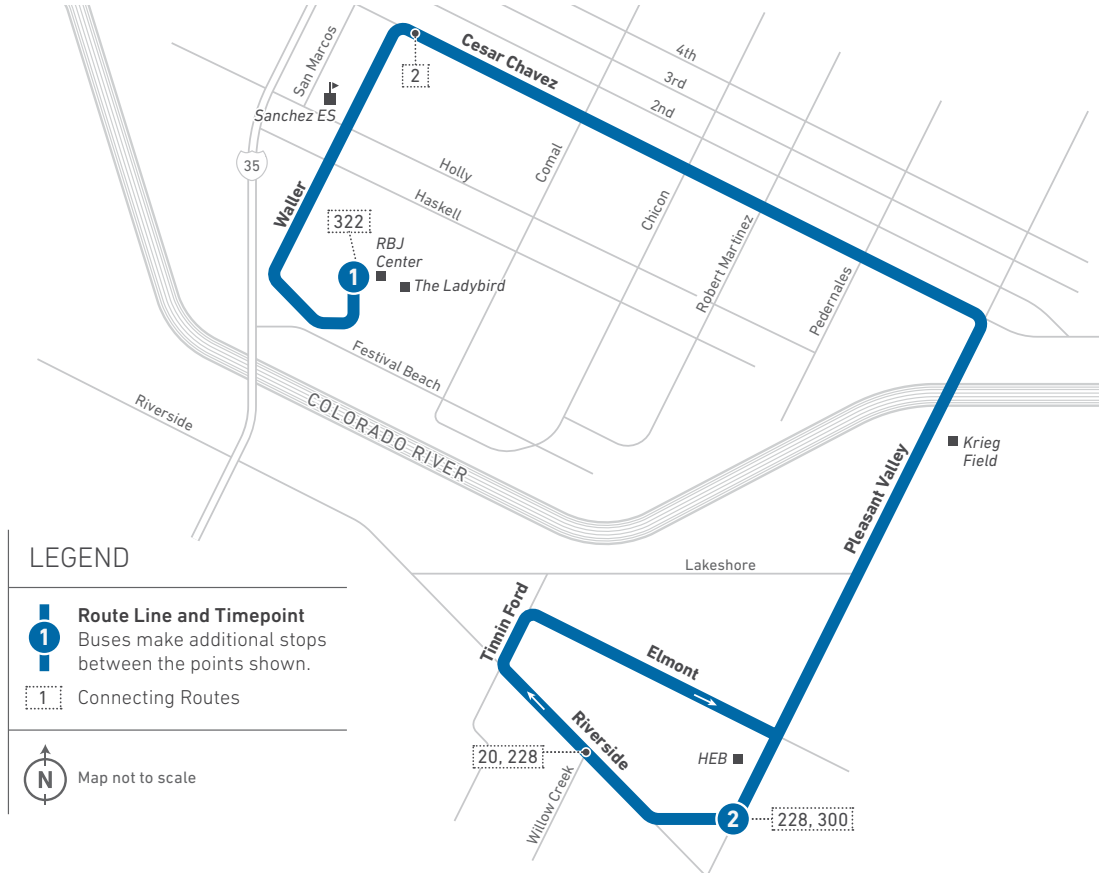 4th
3rd
2nd
Cesar Chavez
San Marcos
2
Sanchez ES
35
Comal
Holly
Haskell
Chicon
Waller
322
1
RBJ
Center
The Ladybird
Robert Martinez
Pedernales
Festival Beach
Riverside
COLORADO RIVER
Krieg
Field
Pleasant Valley
Lakeshore
Tinnin Ford
Elmont
Riverside
20, 228
HEB
Willow Creek
2
228, 300
LEGEND
1
Route Line and Timepoint
Buses make additional stops
between the points shown.
1
Connecting Routes
N
Map not to scale